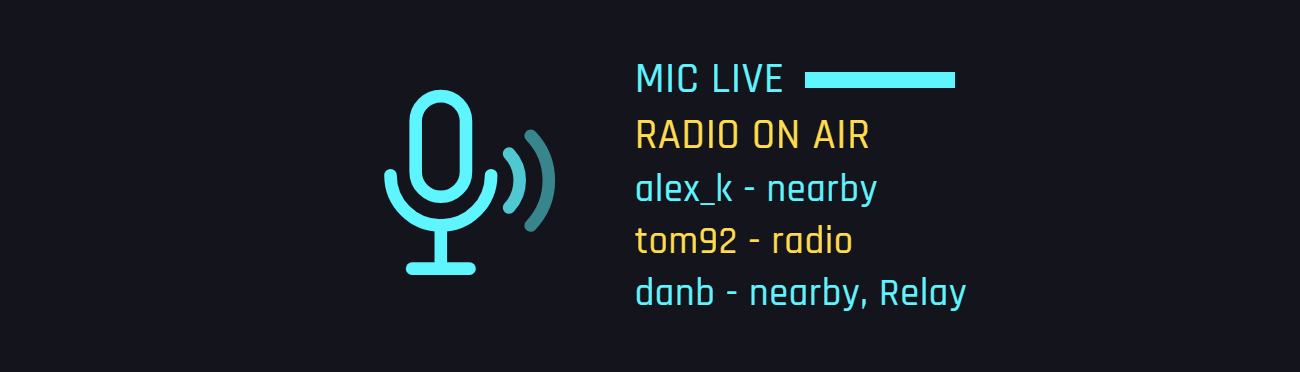 MIC LIVE
RADIO ON AIR
alex_k - nearby
tom92 - radio
danb - nearby, Relay